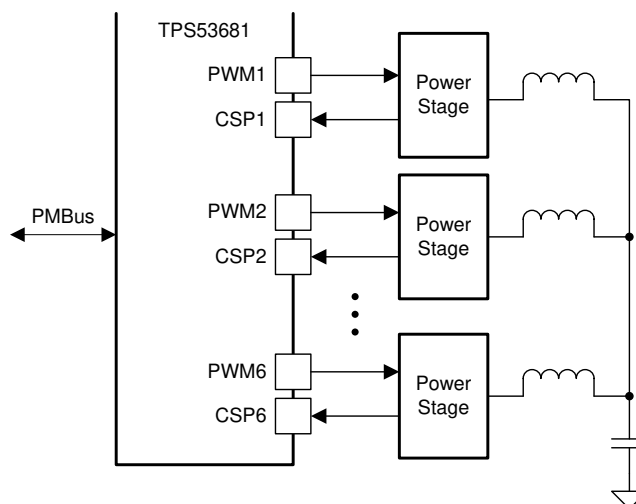 TPS53681
PWM1
CSP1
Power
Stage
PMBus
PWM2
CSP2
Power
Stage
PWM6
CSP6
Power
Stage